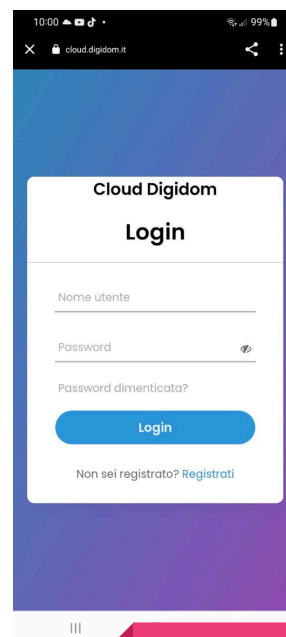 10:00
99%
cloud.digidom.it
Cloud Digidom
Login
Nome utente
Password
Password dimenticata?
Login
Non sei registrato? Registrati